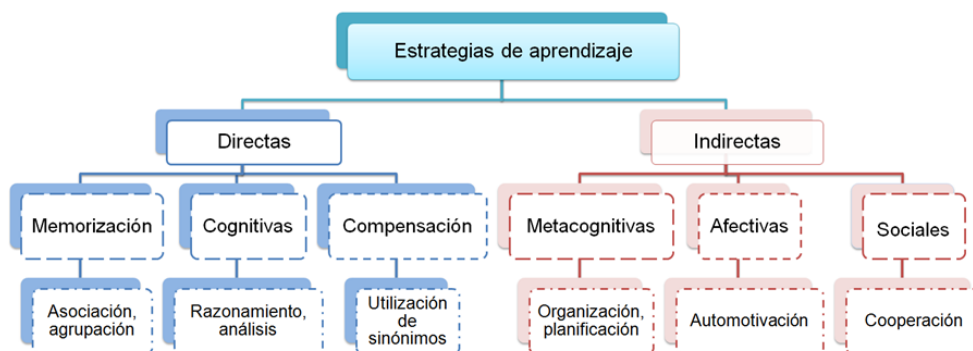 Estrategias de aprendizaje
Directas
Indirectas
Memorización
Cognitivas
Compensación
Metacognitivas
Afectivas
Sociales
Asociación,
agrupación
Razonamiento,
análisis
Utilización
de
sinónimos
Organización,
planificación
Automotivación
Cooperación